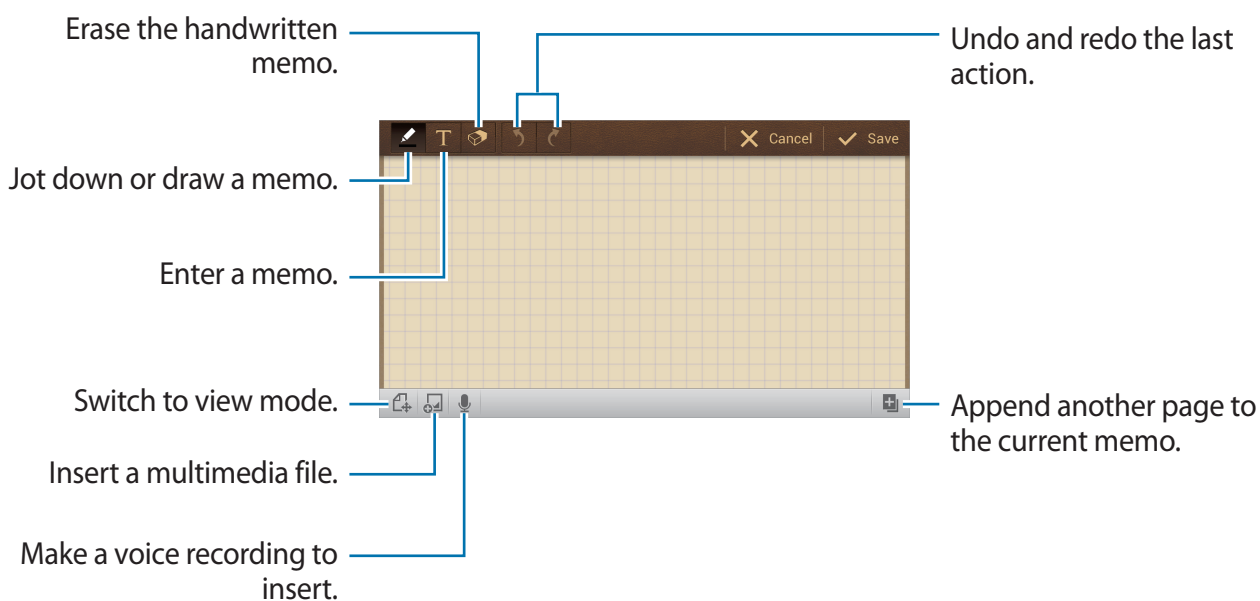 Erase the handwritten
memo.
Undo and redo the last
action.
T
Cancel
Save
Jot down or draw a memo.
Enter a memo.
Switch to view mode.
Append another page to
the current memo.
Insert a multimedia file.
Make a voice recording to
insert.